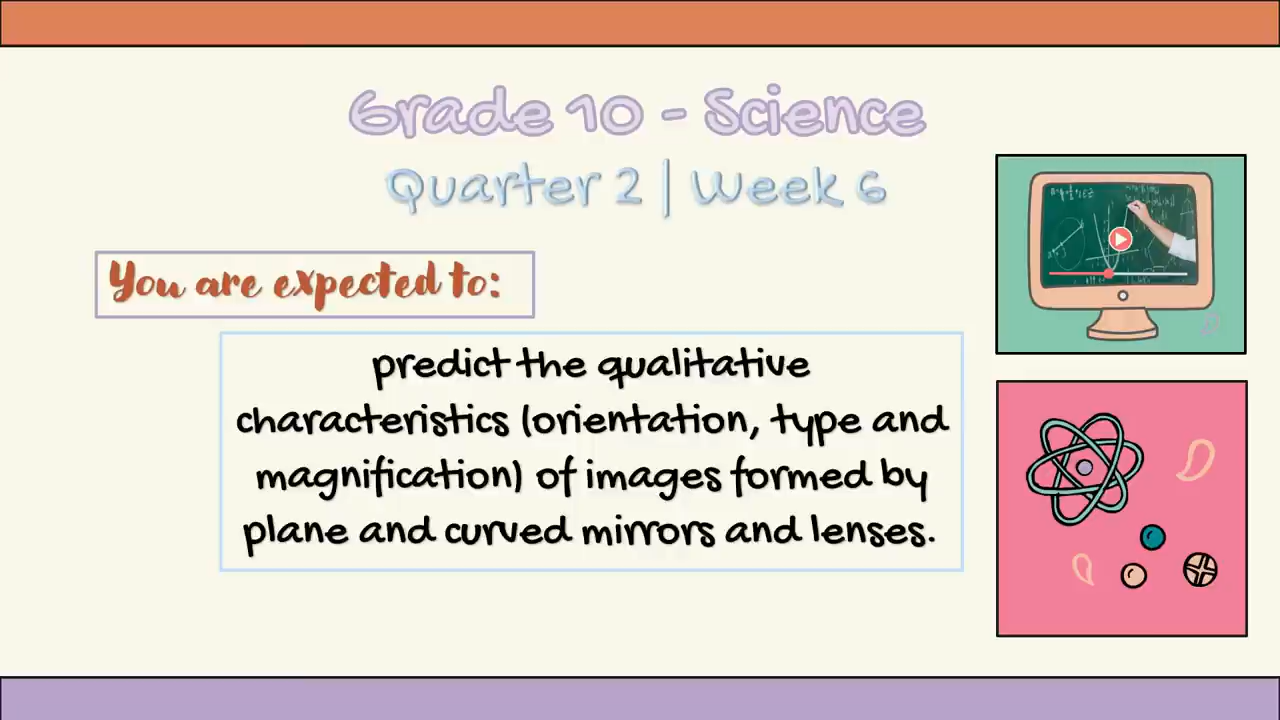 Grade 10 - Science
Quarter 2 | Week 6
You are expected to:
predict the qualitative
characteristics (orientation, type and
magnification) of images formed by
plane and curved mirrors and lenses.